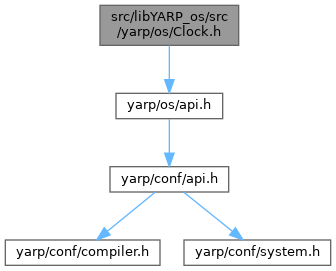 src/libYARP_os/src
/yarp/os/Clock.h
yarp/os/api.h
yarp/conf/api.h
yarp/conf/compiler.h
yarp/conf/system.h